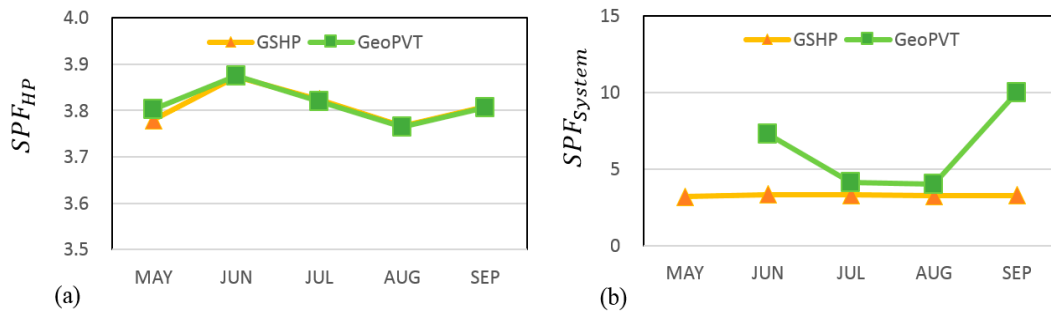 SPF_HP
4.0
3.9
3.8
3.7
3.6
3.5
GSHP GeoPVT
MAY JUN JUL AUG SEP
(a)
SPF_System
15
10
5
0
GSHP GeoPVT
MAY JUN JUL AUG SEP
(b)